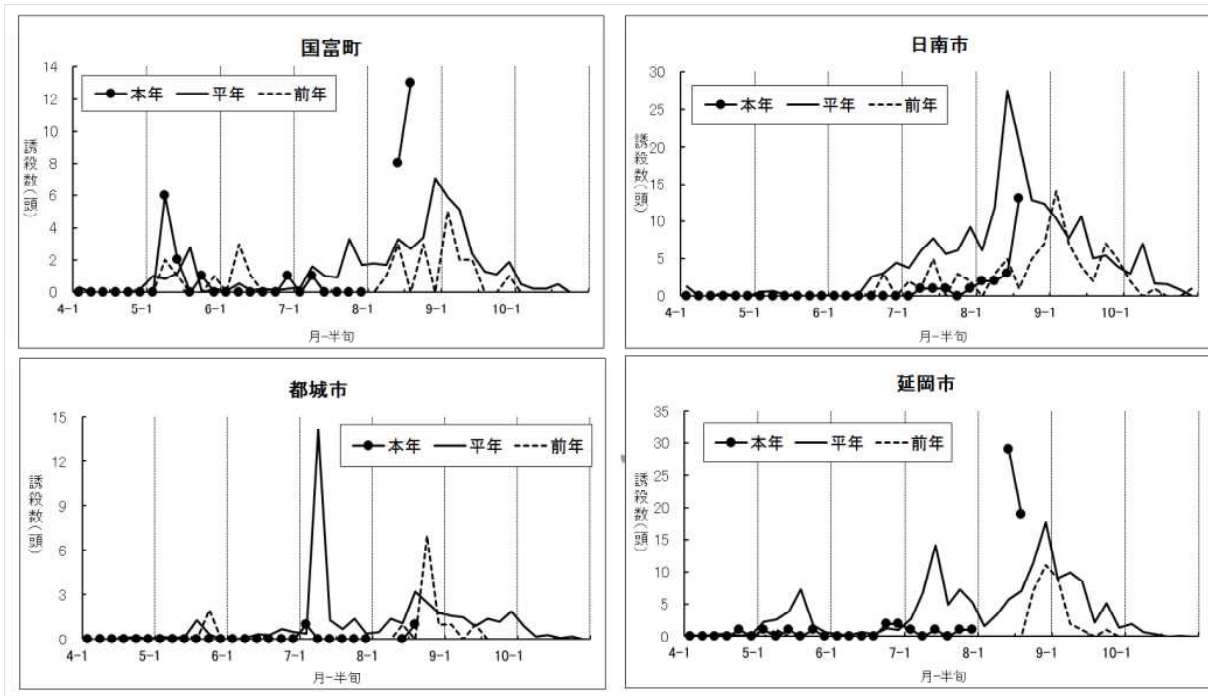 国富町
14
12
10
8
6
4
2
0
誘殺数(頭)
本年 平年 前年
4-1 5-1 6-1 7-1 8-1 9-1 10-1
月-半旬
日南市
30
25
20
15
10
5
0
誘殺数(頭)
本年 平年 前年
4-1 5-1 6-1 7-1 8-1 9-1 10-1
月-半旬
都城市
15
12
9
6
3
0
誘殺数(頭)
本年 平年 前年
4-1 5-1 6-1 7-1 8-1 9-1 10-1
月-半旬
延岡市
35
30
25
20
15
10
5
0
誘殺数(頭)
本年 平年 前年
4-1 5-1 6-1 7-1 8-1 9-1 10-1
月-半旬